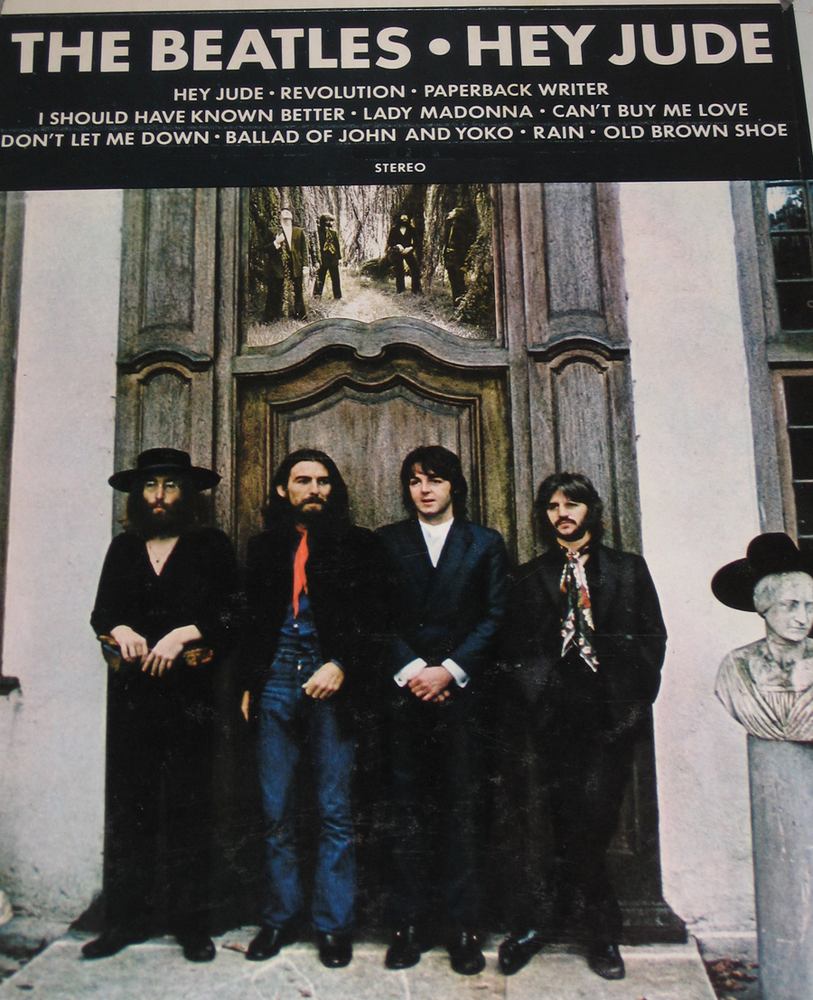 THE BEATLES • HEY JUDE
HEY JUDE • REVOLUTION • PAPERBACK WRITER
I SHOULD HAVE KNOWN BETTER • LADY MADONNA • CAN'T BUY ME LOVE
DON'T LET ME DOWN • BALLAD OF JOHN AND YOKO • RAIN • OLD BROWN SHOE
STEREO